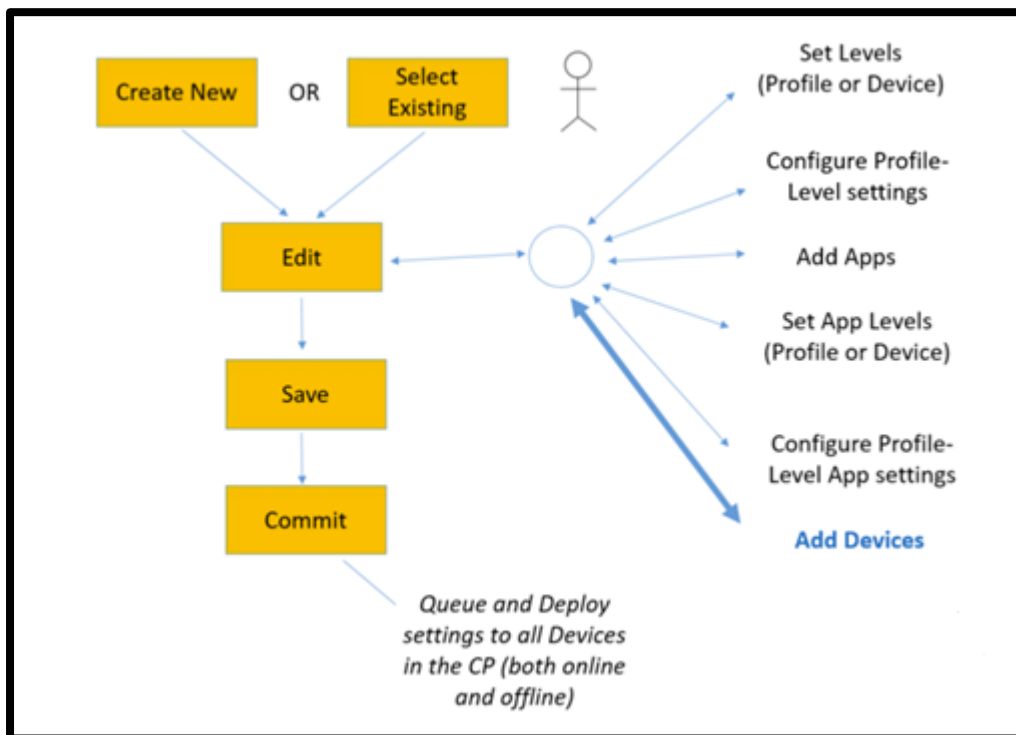 Create New
OR
Select
Existing
Set Levels
(Profile or Device)
Configure Profile-
Level settings
Edit
Add Apps
Set App Levels
(Profile or Device)
Save
Configure Profile-
Level App settings
Commit
Add Devices
Queue and Deploy
settings to all Devices
in the CP (both online
and offline)